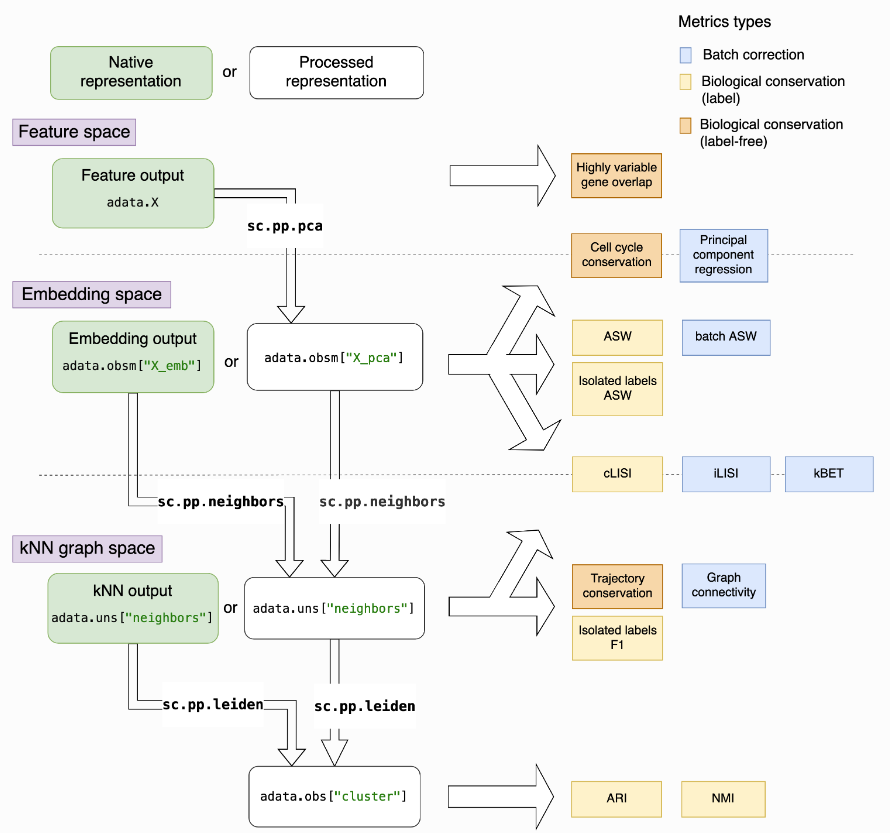 Metrics types
Batch correction
Biological conservation
(label)
Biological conservation
(label-free)
Native
representation
or
Processed
representation
Feature space
Feature output
adata.X
sc.pp.pca
Highly variable
gene overlap
Cell cycle
conservation
Principal
component
regression
Embedding space
Embedding output
adata.obsm["X_emb"]
or
adata.obsm["X_pca"]
ASW
batch ASW
Isolated labels
ASW
cLISI
iLISI
kBET
sc.pp.neighbors
sc.pp.neighbors
kNN graph space
kNN output
adata.uns["neighbors"]
or
adata.uns["neighbors"]
Trajectory
conservation
Graph
connectivity
Isolated labels
F1
sc.pp.leiden
sc.pp.leiden
adata.obs["cluster"]
ARI
NMI